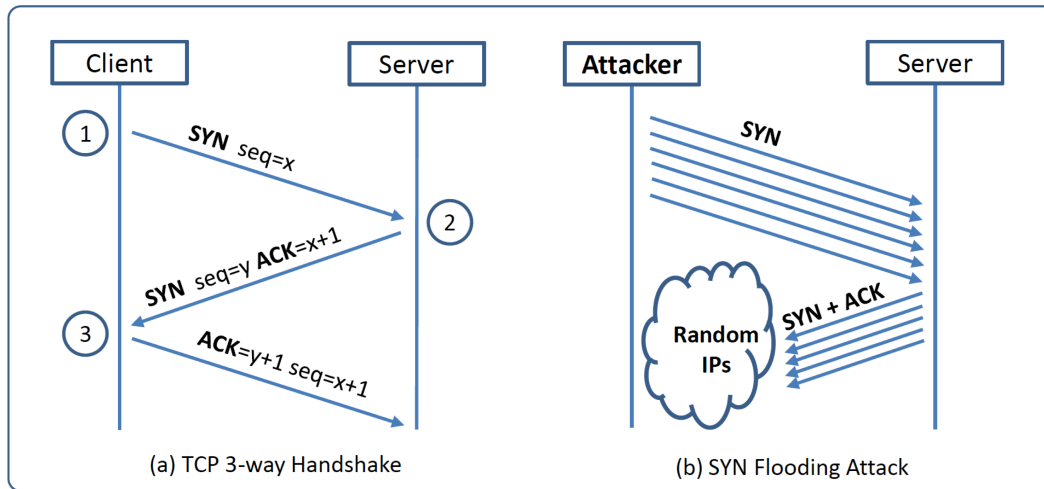 Client
Server
1
SYN seq=x
2
SYN seq=y ACK=x+1
3
ACK=y+1 seq=x+1
(a) TCP 3-way Handshake
Attacker
Server
SYN
SYN + ACK
Random
IPs
(b) SYN Flooding Attack